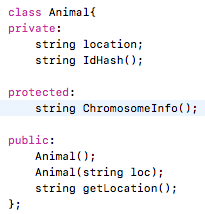 class Animal{
private:
    string location;
    string IdHash();

protected:
    string ChromosomeInfo();

public:
    Animal();
    Animal(string loc);
    string getLocation();
};